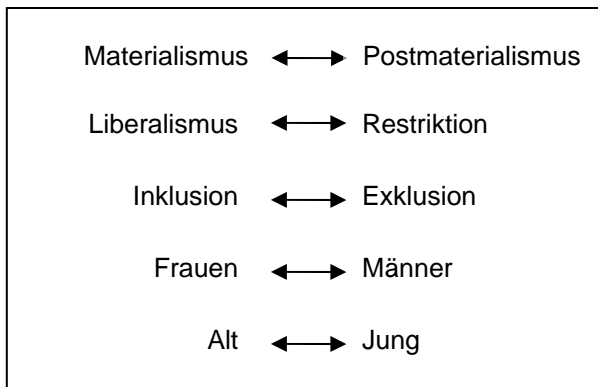 Materialismus ↔ Postmaterialismus
Liberalismus ↔ Restriktion
Inklusion ↔ Exklusion
Frauen ↔ Männer
Alt ↔ Jung